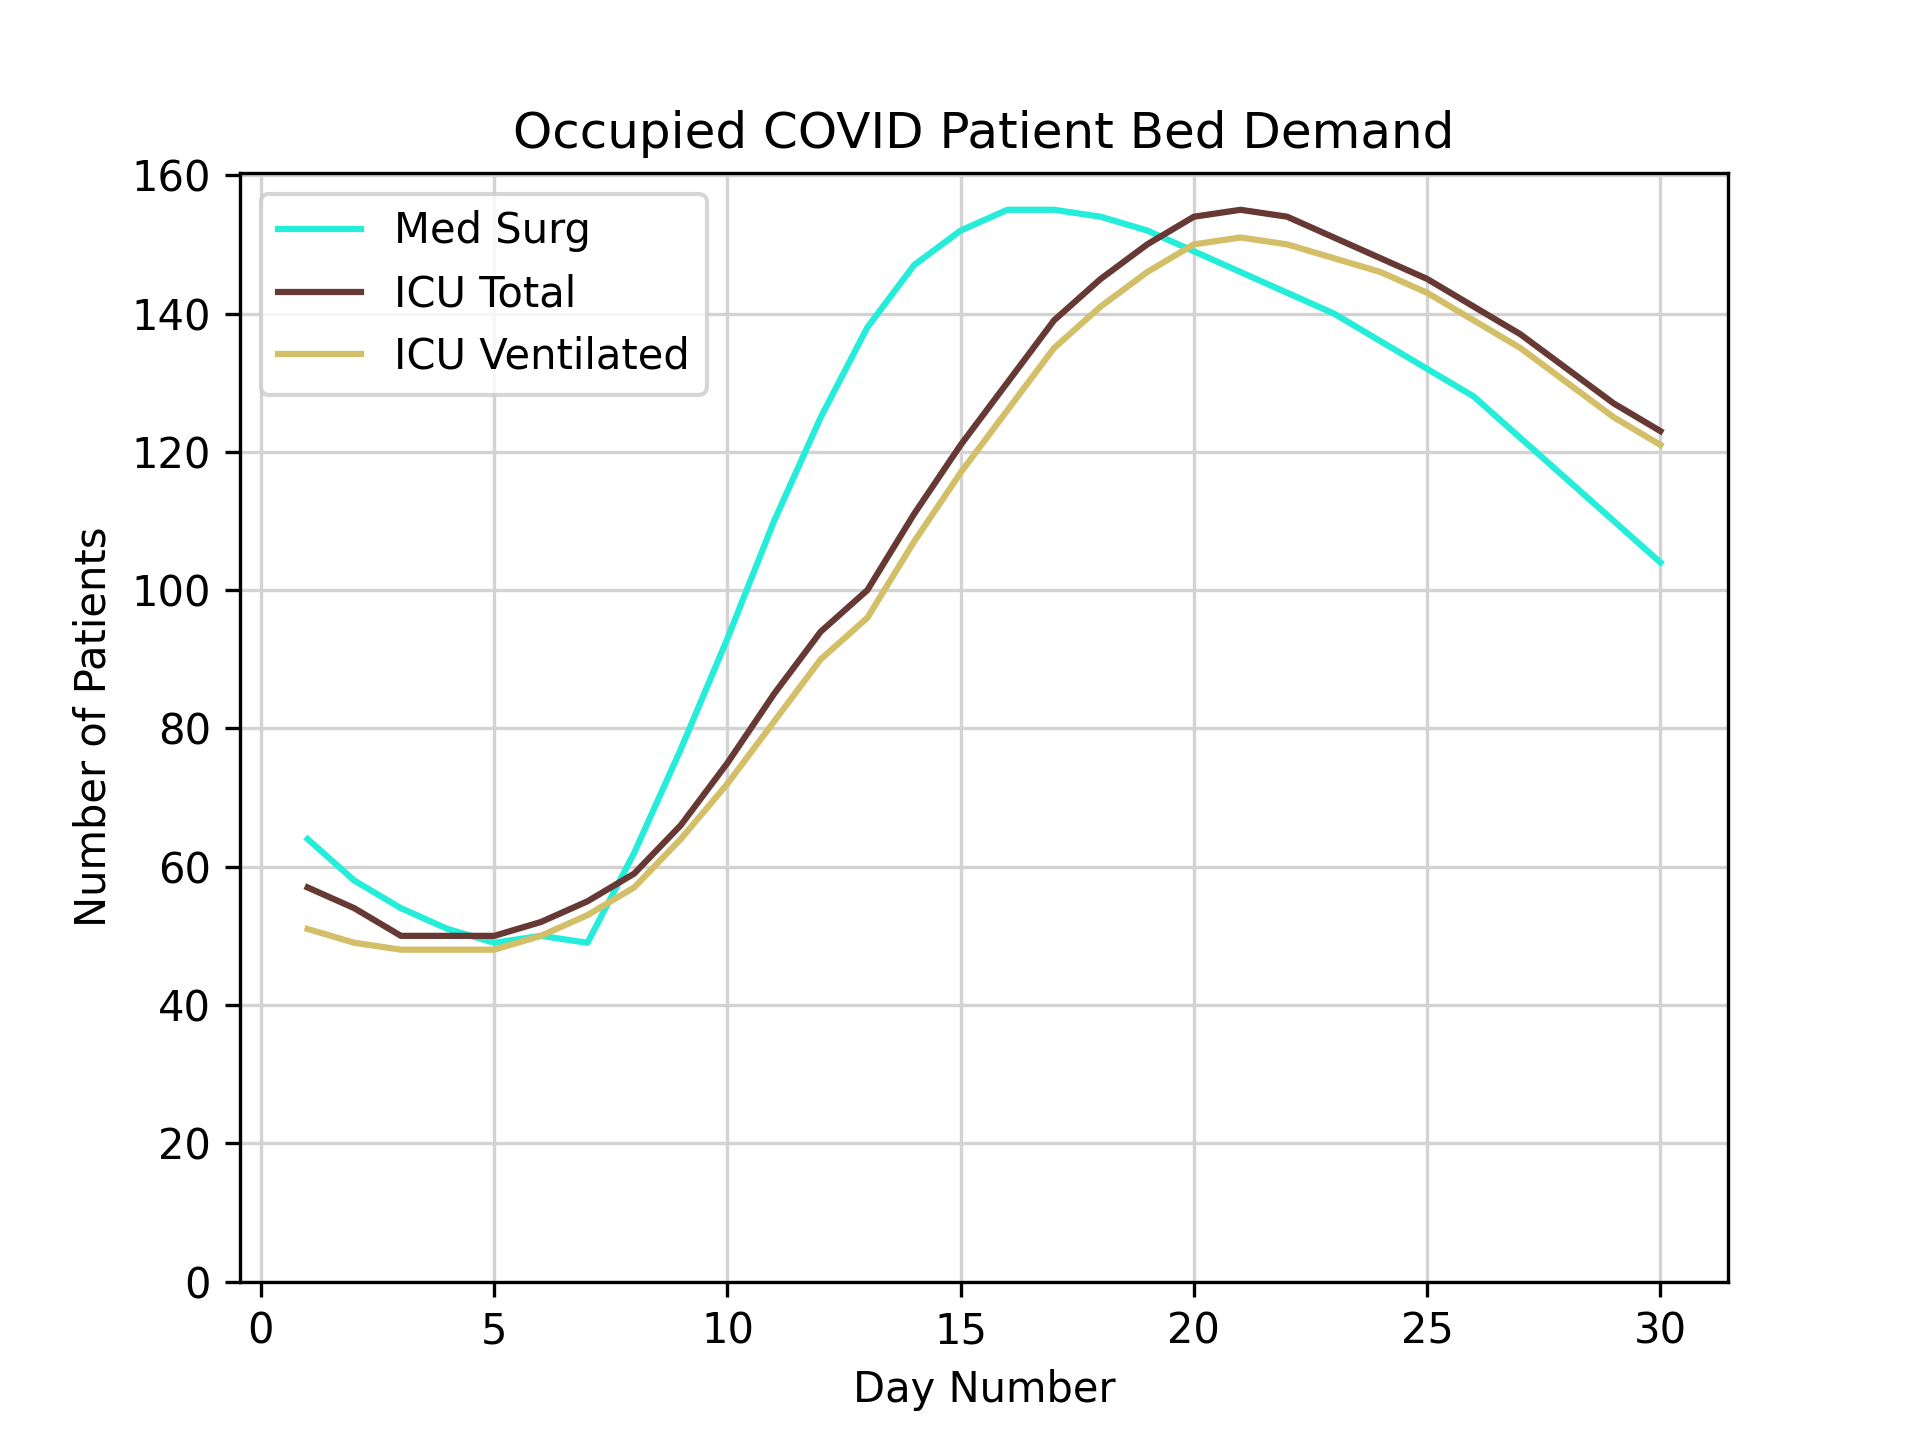 Occupied COVID Patient Bed Demand
160
140
120
100
80
60
40
20
0
Number of Patients
Med Surg
ICU Total
ICU Ventilated
0 5 10 15 20 25 30
Day Number